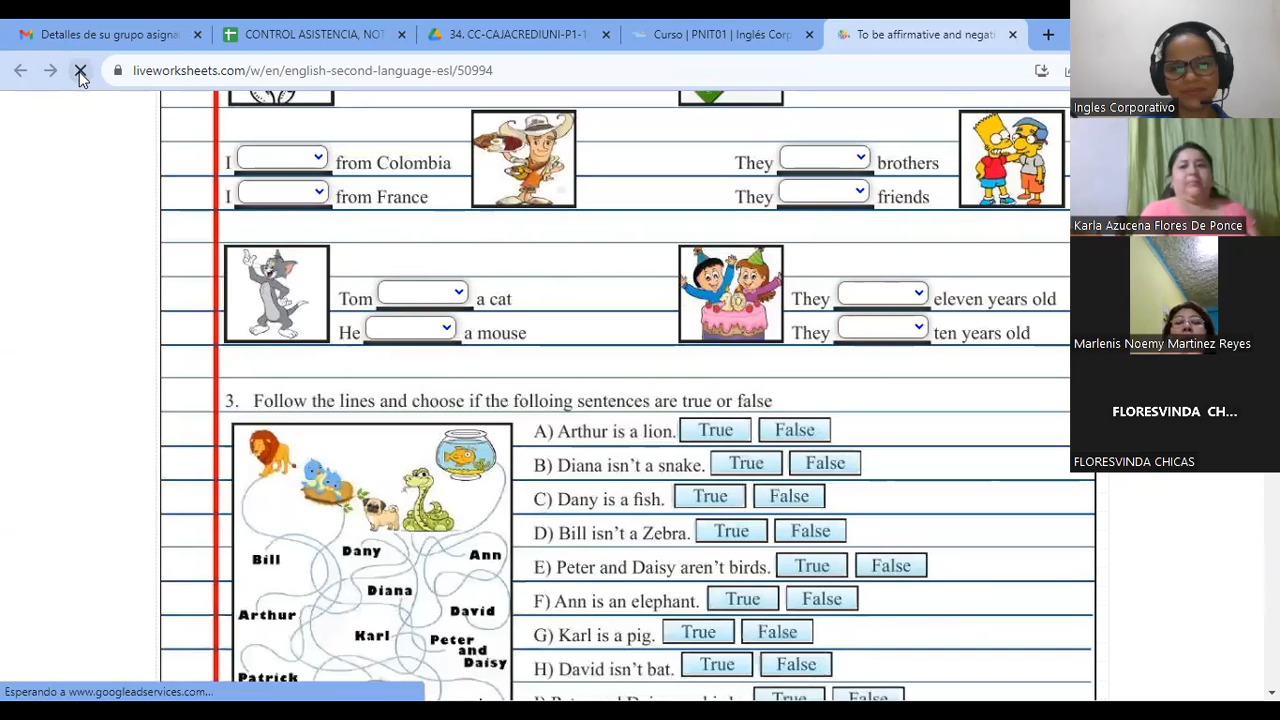 Detalles de su grupo asigna
CONTROL ASISTENCIA, NOT
34. CC-CAJACREDIUNI-P1-1
Curso | PNIT01 | Inglés Corp
To be affirmative and negati
liveworksheets.com/w/en/english-second-language-esl/50994
Ingles Corporativo
Karla Azucena Flores De Ponce
Marlenis Noemy Martinez Reyes
FLORESVINDA CH...
FLORESVINDA CHICAS
I from Colombia
I from France
They brothers
They friends
Tom a cat
He a mouse
They eleven years old
They ten years old
10
3. Follow the lines and choose if the folloing sentences are true or false
A) Arthur is a lion. True False
B) Diana isn't a snake. True False
C) Dany is a fish. True False
D) Bill isn't a Zebra. True False
E) Peter and Daisy aren't birds. True False
F) Ann is an elephant. True False
G) Karl is a pig. True False
H) David isn't bat. True False
True False
Bill
Dany
Ann
Diana
Arthur
David
Karl
Peter
and
Daisy
Patrick
Esperando a www.googleadservices.com...